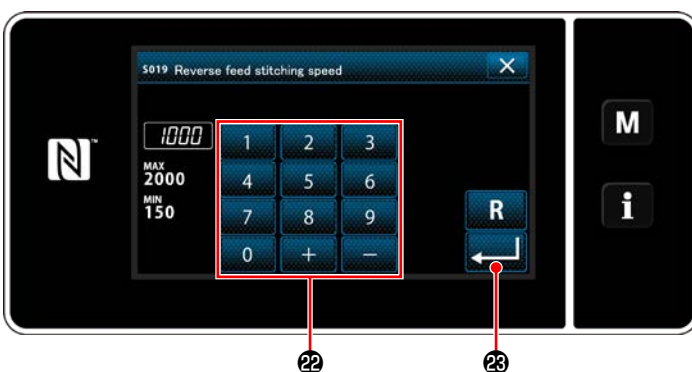 S019 Reverse feed stitching speed
1000
MAX
2000
MIN
150
1 2 3
4 5 6
7 8 9
0 + −
R
M
i
N
™
㉒ ㉓